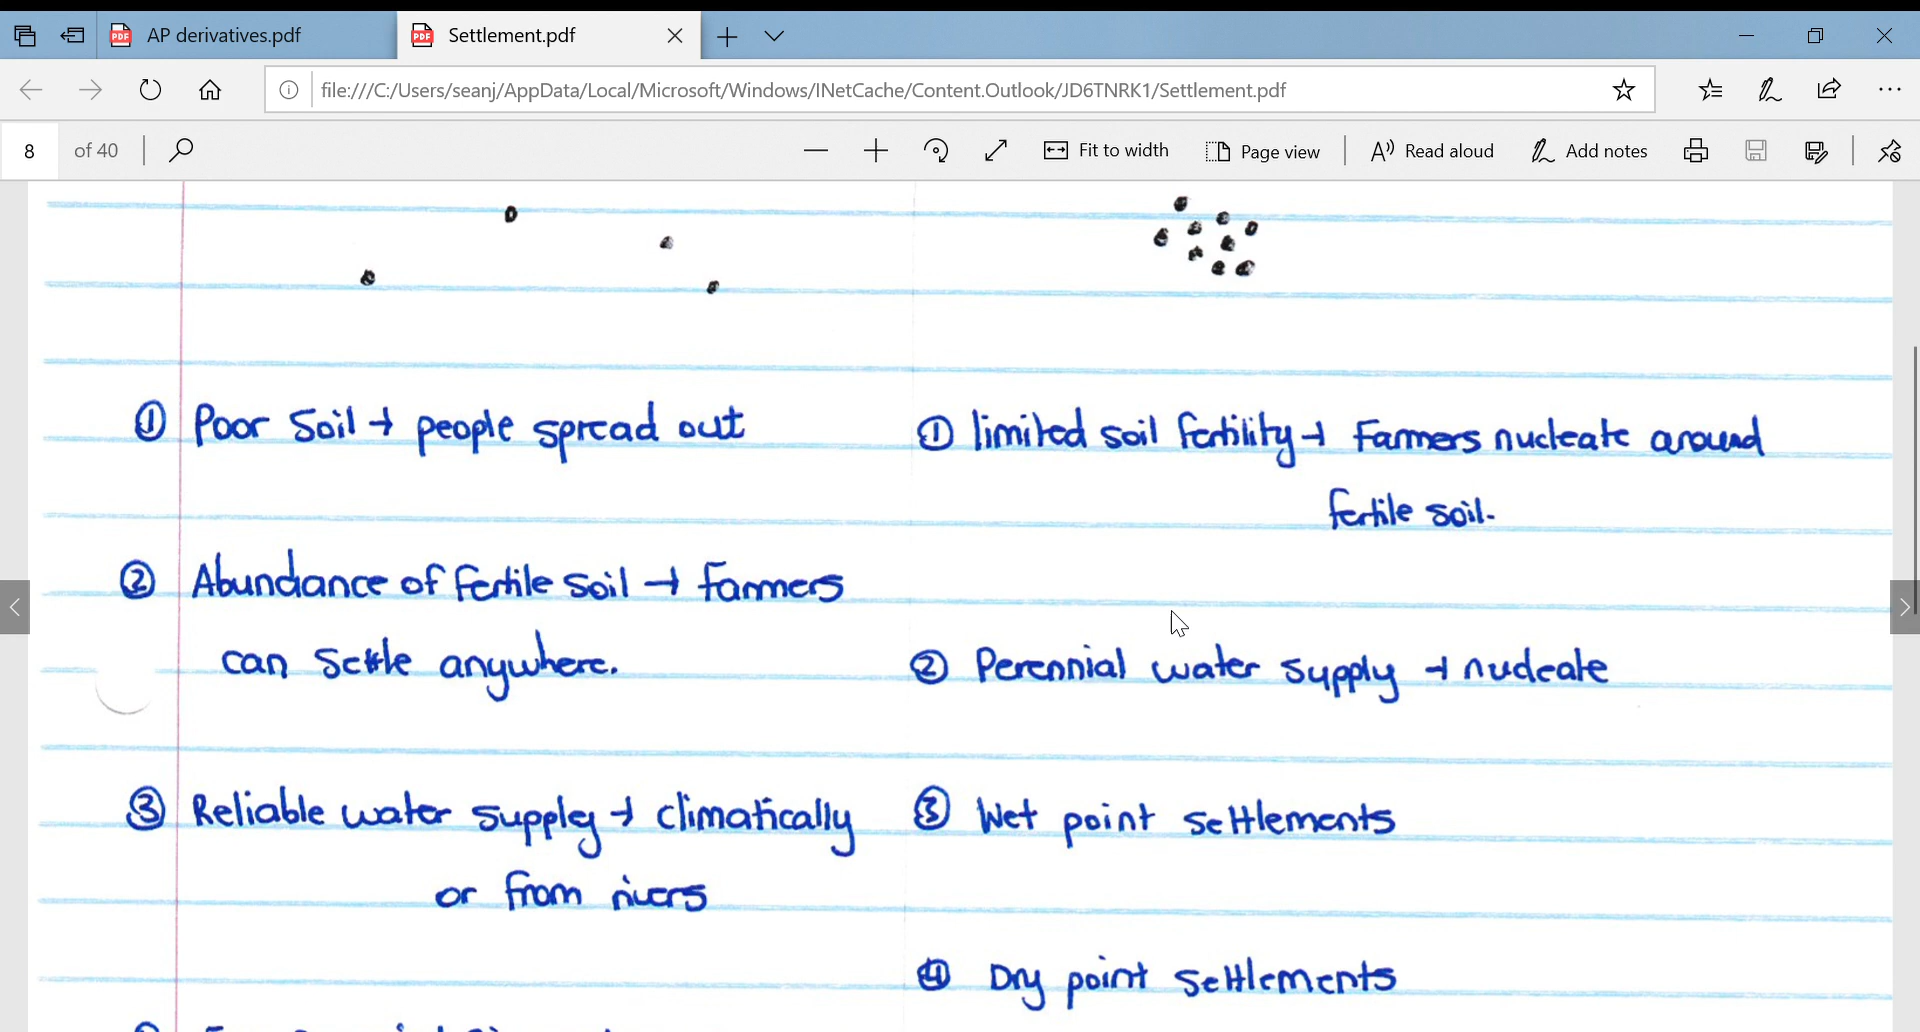 AP derivatives.pdf
Settlement.pdf
file:///C:/Users/seanj/AppData/Local/Microsoft/Windows/INetCache/Content.Outlook/JD6TNRK1/Settlement.pdf
8 of 40
Fit to width
Page view
Read aloud
Add notes
① Poor Soil → people spread out
② Abundance of fertile soil → farmers
can settle anywhere.
③ Reliable water supply → climatically
or from rivers
① limited soil fertility → Farmers nucleate around
fertile soil.
② Perennial water supply → nucleate
③ Wet point settlements
④ Dry point settlements